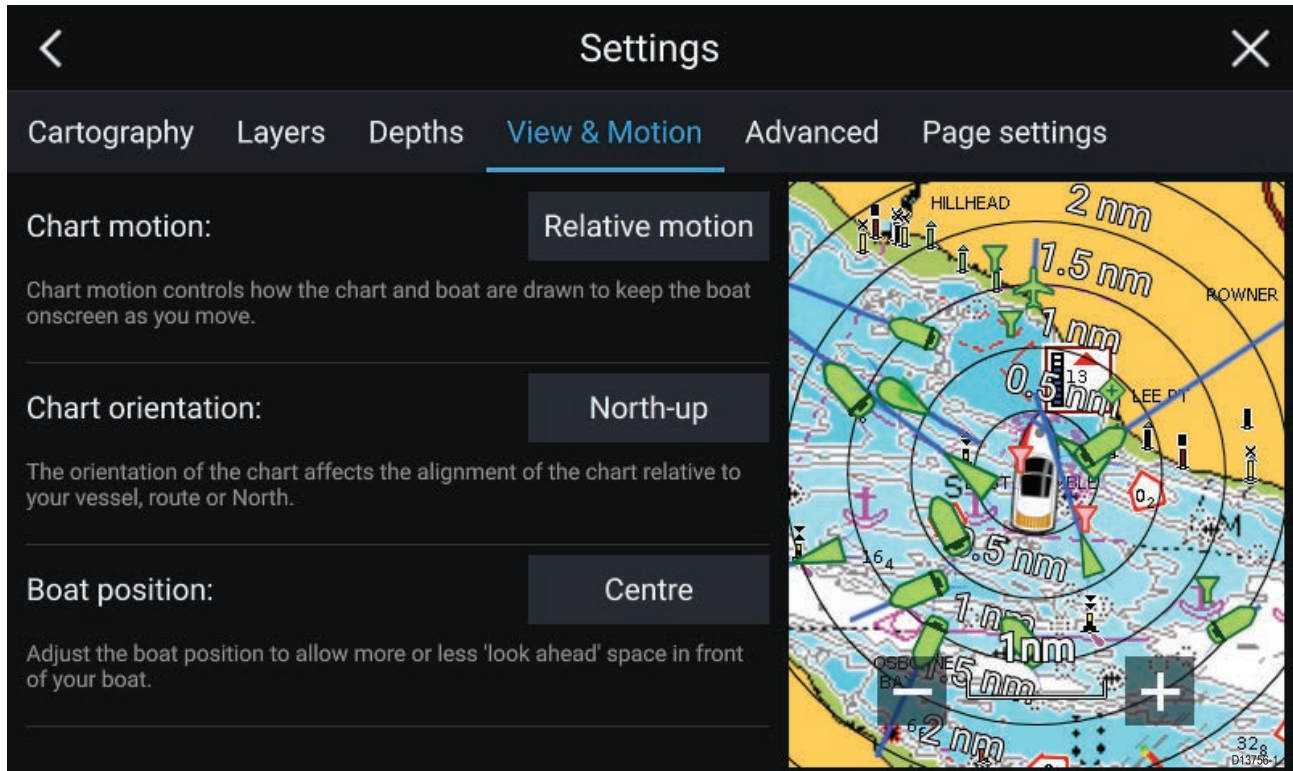 Settings
Cartography Layers Depths View & Motion Advanced Page settings
Chart motion:
Relative motion
Chart motion controls how the chart and boat are drawn to keep the boat
onscreen as you move.
Chart orientation:
North-up
The orientation of the chart affects the alignment of the chart relative to
your vessel, route or North.
Boat position:
Centre
Adjust the boat position to allow more or less 'look ahead' space in front
of your boat.
HILLHEAD
2 nm
1.5 nm
ROWNER
1 nm
13
0.5 nm
LEE PT
0₂
M
16₄
0.5 nm
1 nm
1nm
1.5 nm
2 nm
32₈
D13756-1